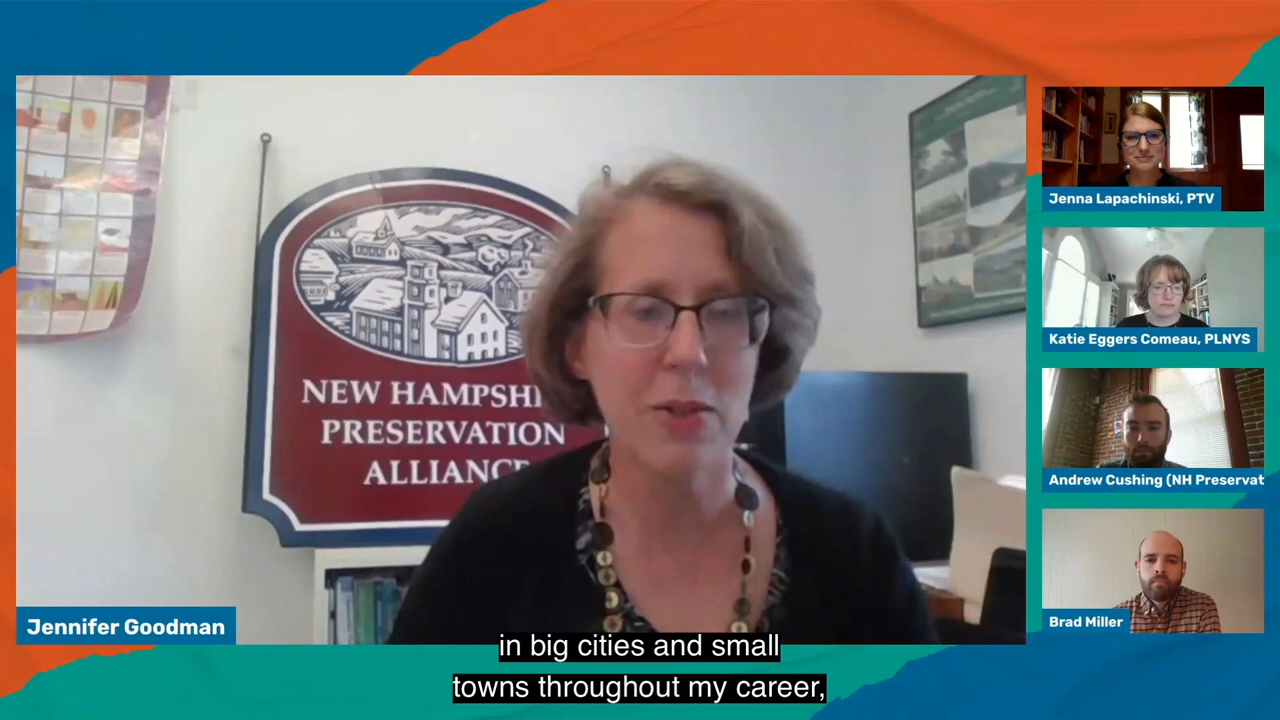 NEW HAMPSHI
PRESERVATION
ALLIANCE
Jennifer Goodman
Jenna Lapachinski, PTV
Katie Eggers Comeau, PLNYS
Andrew Cushing (NH Preservat
Brad Miller
in big cities and small
towns throughout my career,